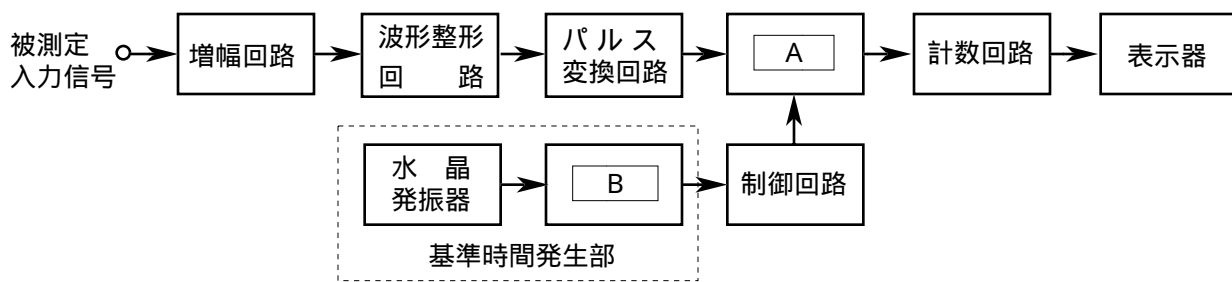 被測定
入力信号
増幅回路
波形整形
回 路
パ ル ス
変換回路
A
計数回路
表示器
水 晶
発振器
B
制御回路
基準時間発生部